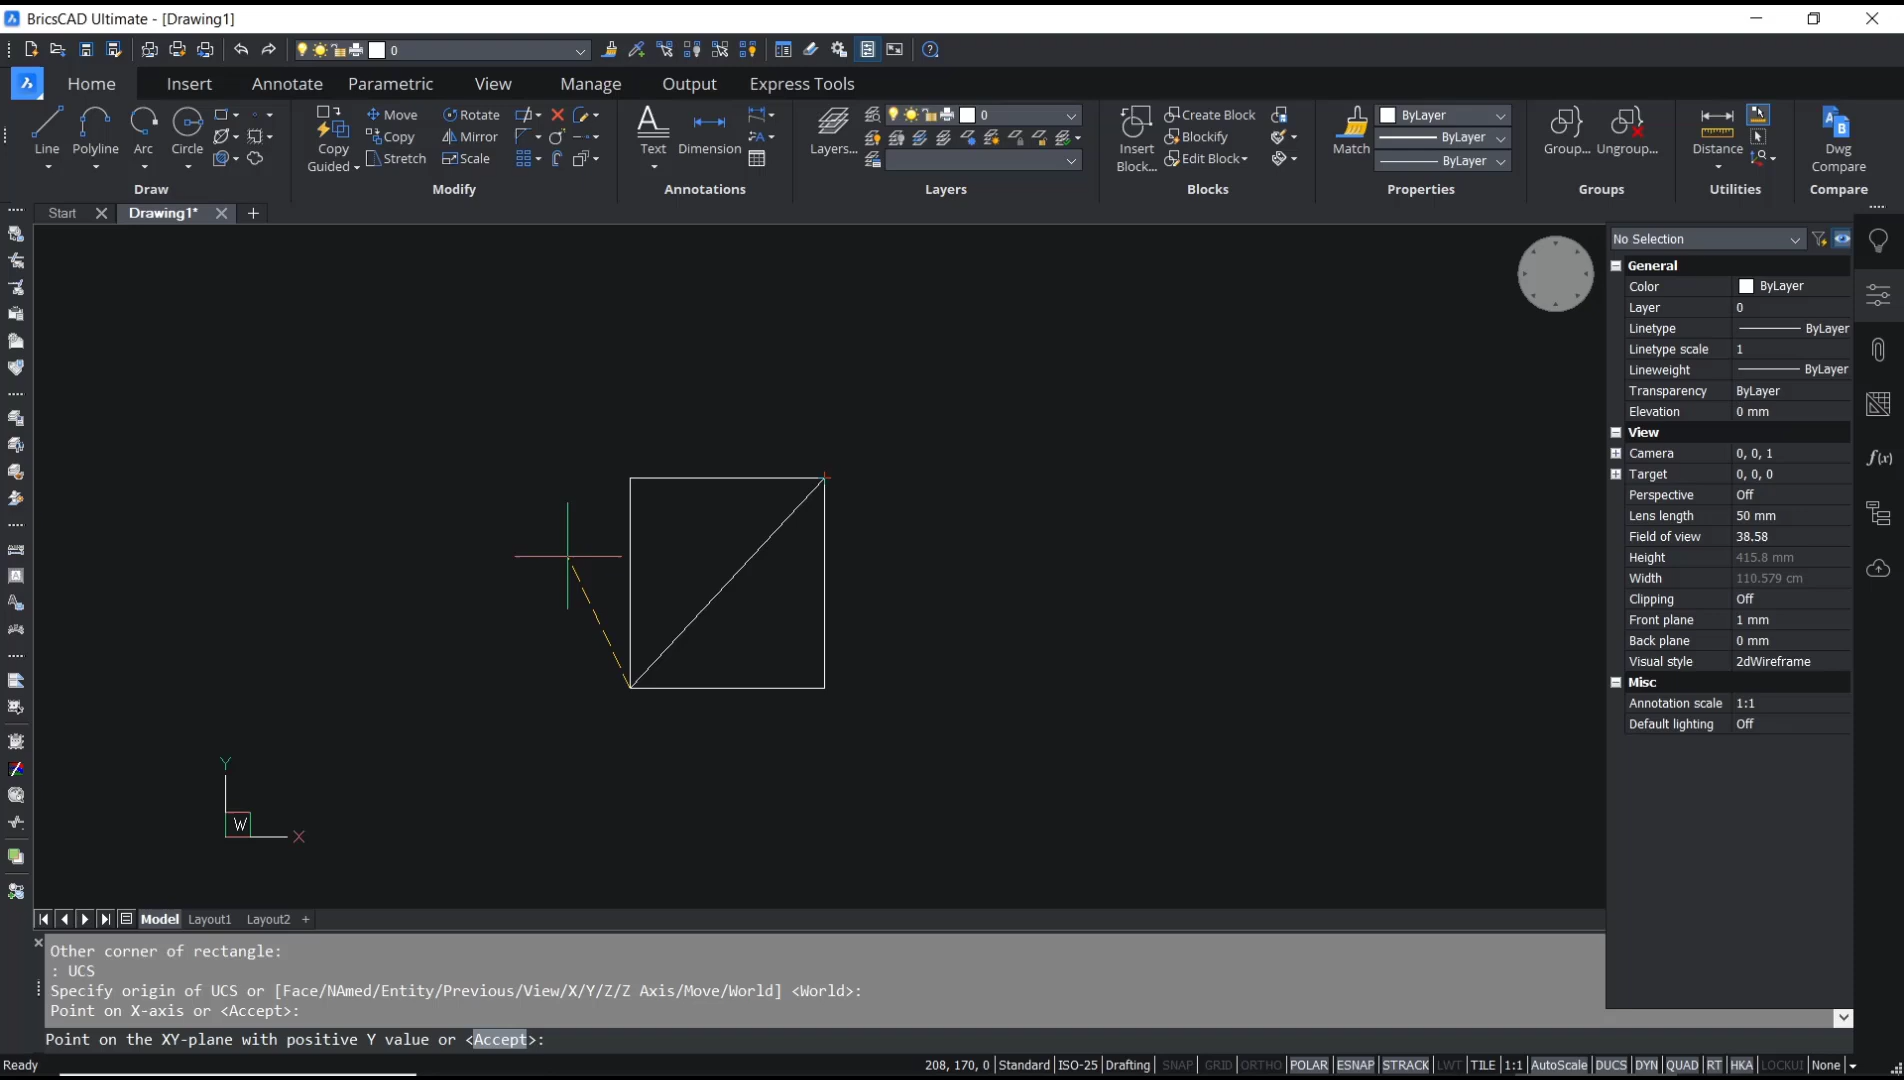 BricsCAD Ultimate - [Drawing1]
0
Home Insert Annotate Parametric View Manage Output Express Tools
Line Polyline Arc Circle
Draw
Copy Guided
Move Rotate
Copy Mirror
Stretch Scale
Modify
Text Dimension
Annotations
Layers...
0
Layers
Insert Block...
Create Block
Blockify
Edit Block
Blocks
Match
ByLayer
ByLayer
ByLayer
Properties
Group... Ungroup...
Groups
Distance
Utilities
Dwg Compare
Compare
Start Drawing1*
No Selection
General
Color ByLayer
Layer 0
Linetype ByLayer
Linetype scale 1
Lineweight ByLayer
Transparency ByLayer
Elevation 0 mm
View
Camera 0, 0, 1
Target 0, 0, 0
Perspective Off
Lens length 50 mm
Field of view 38.58
Height 415.8 mm
Width 110.579 cm
Clipping Off
Front plane 1 mm
Back plane 0 mm
Visual style 2dWireframe
Misc
Annotation scale 1:1
Default lighting Off
f(x)
Y
W X
Model Layout1 Layout2 +
Other corner of rectangle:
: UCS
Specify origin of UCS or [Face/NAmed/Entity/Previous/View/X/Y/Z/Z Axis/Move/World] <World>:
Point on X-axis or <Accept>:
Point on the XY-plane with positive Y value or <Accept>:
Ready 208, 170, 0 Standard ISO-25 Drafting SNAP GRID ORTHO POLAR ESNAP STRACK LWT TILE 1:1 AutoScale DUCS DYN QUAD RT HKA LOCKUI None